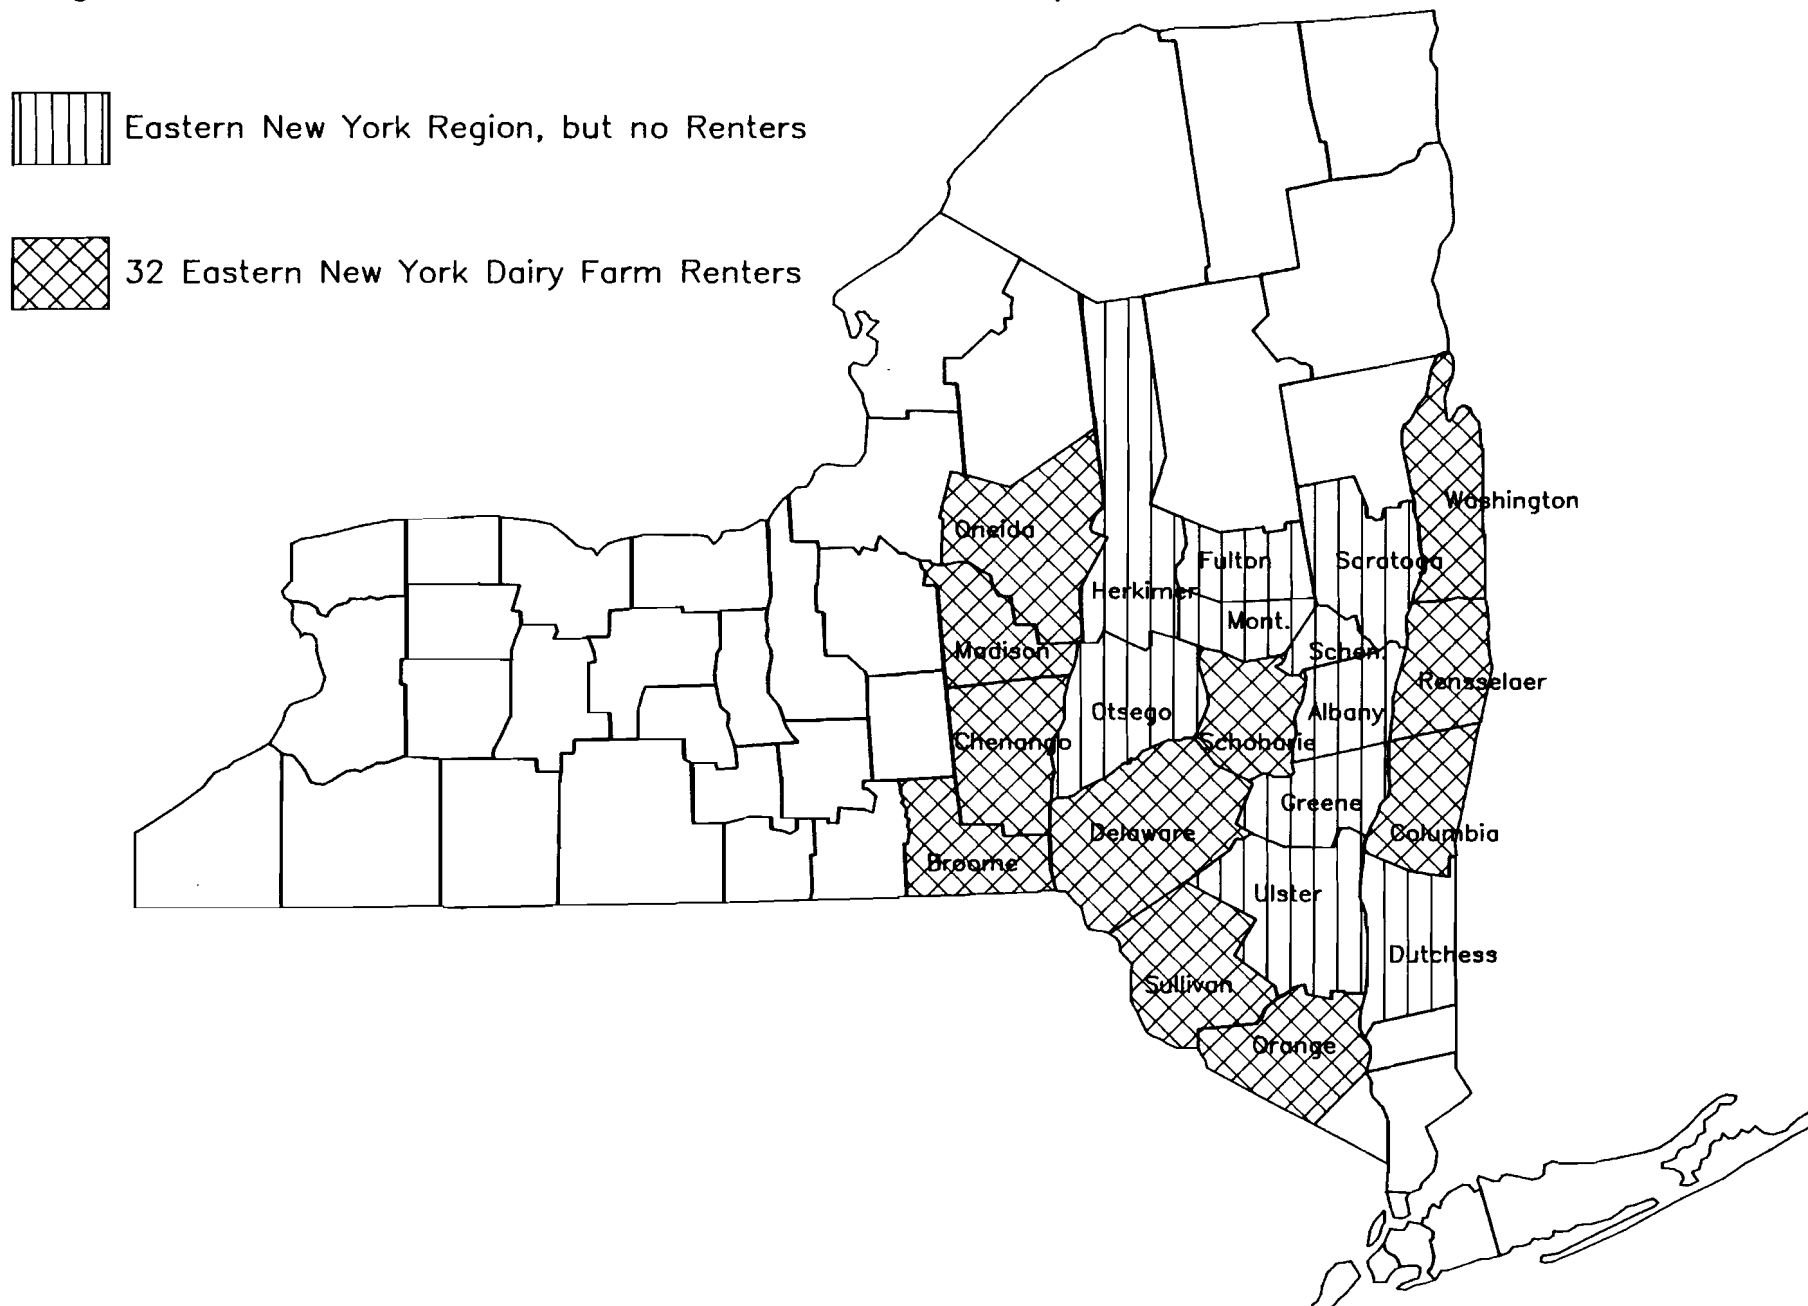 Eastern New York Region, but no Renters
32 Eastern New York Dairy Farm Renters
Washington
Oneida
Fulton
Saratoga
Herkimer
Mont.
Madison
Schen.
Rensselaer
Otsego
Albany
Chenango
Schoharie
Greene
Delaware
Columbia
Broome
Ulster
Dutchess
Sullivan
Orange